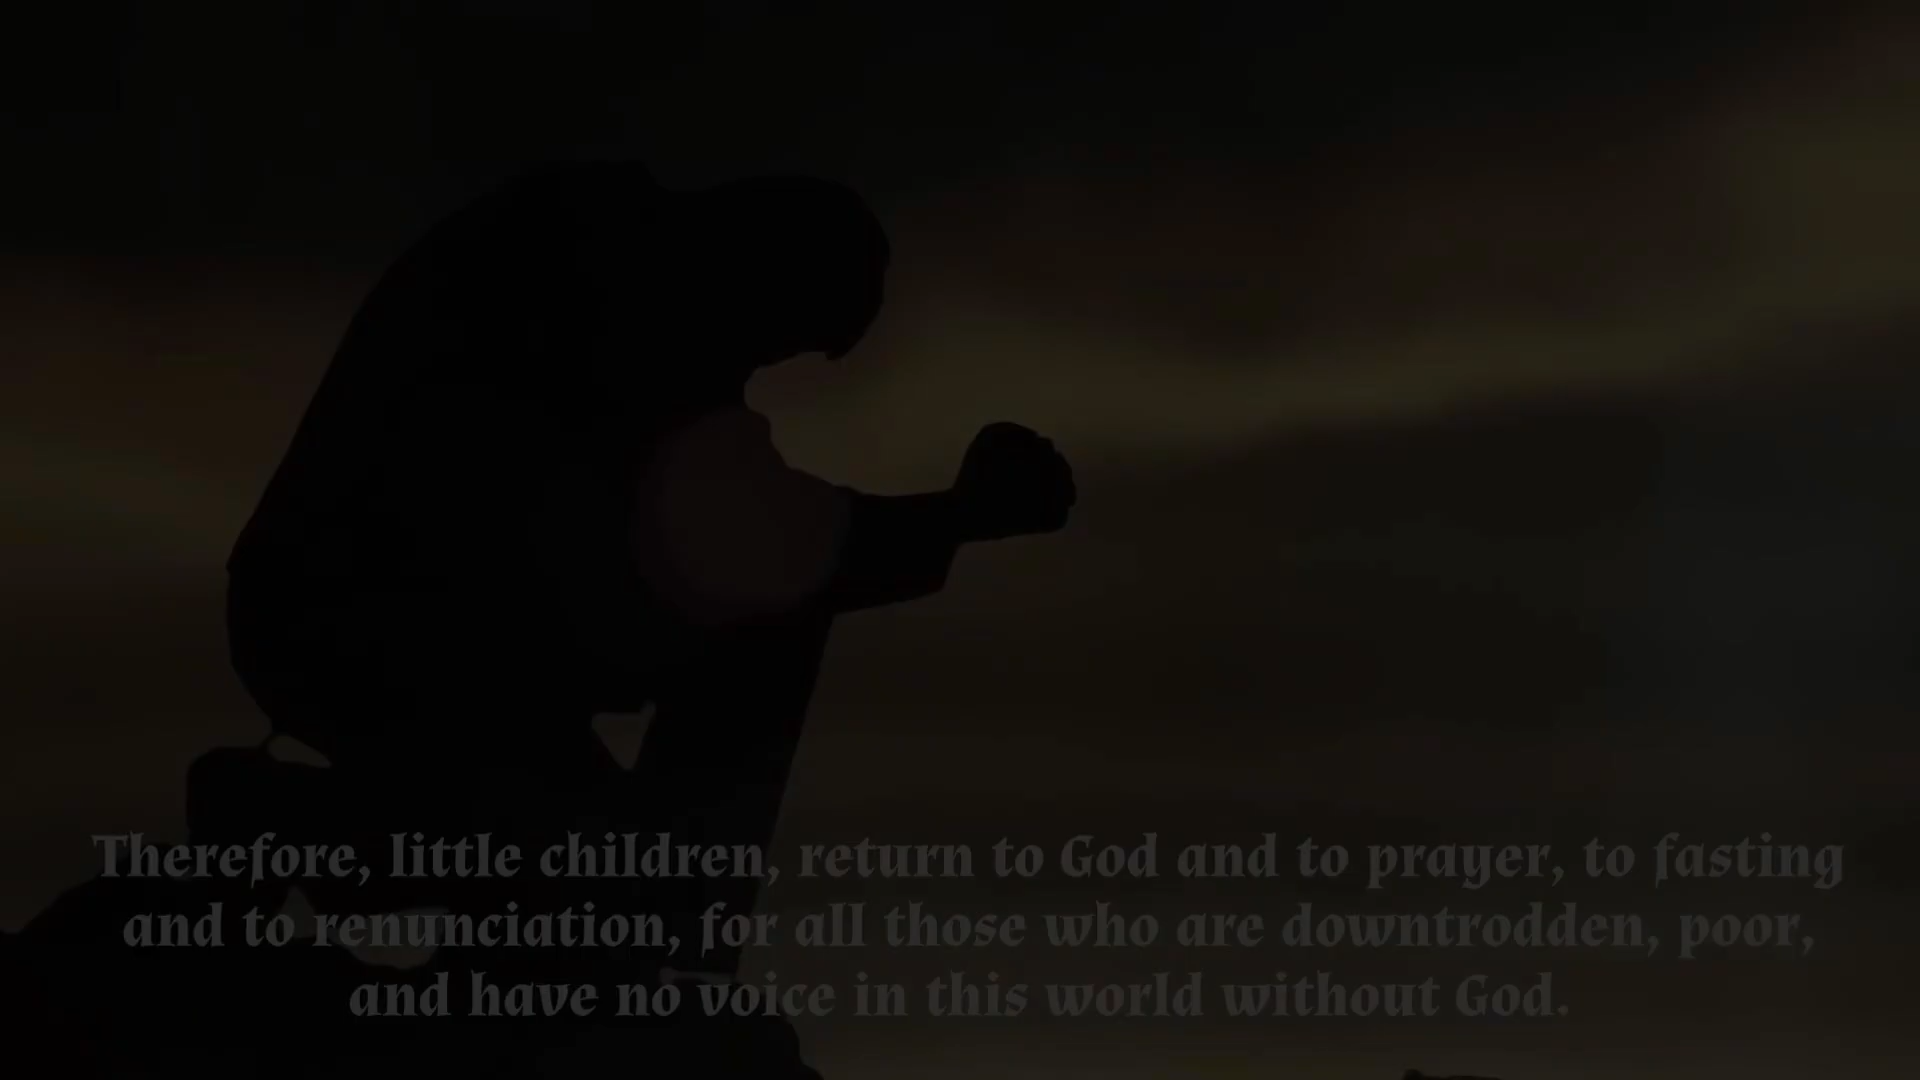 Therefore, little children, return to God and to prayer, to fasting
and to renunciation, for all those who are downtrodden, poor,
and have no voice in this world without God.